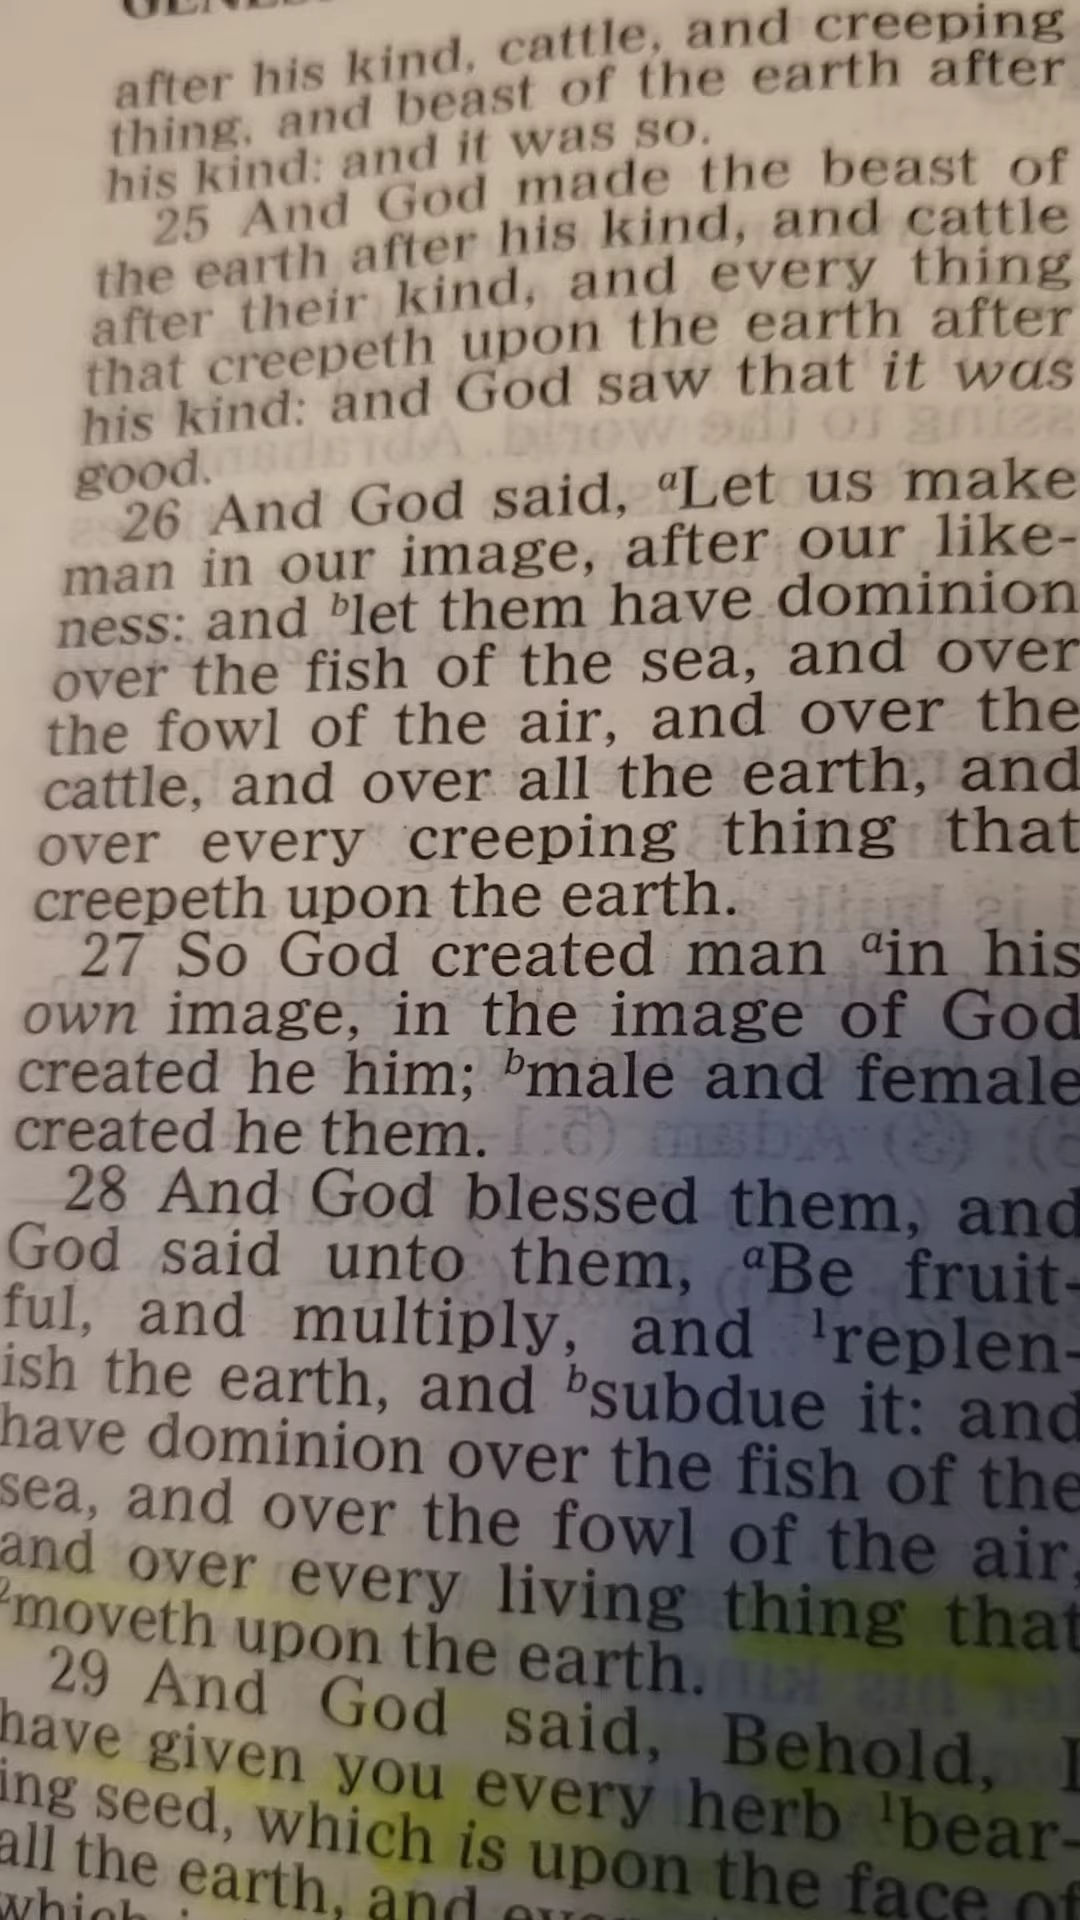 after his kind, cattle, and creeping
thing, and beast of the earth after
his kind: and it was so.
25 And God made the beast of
the earth after his kind, and cattle
after their kind, and every thing
that creepeth upon the earth after
his kind: and God saw that it was
good.
26 And God said, ᵃLet us make
man in our image, after our like-
ness: and ᵇlet them have dominion
over the fish of the sea, and over
the fowl of the air, and over the
cattle, and over all the earth, and
over every creeping thing that
creepeth upon the earth.
27 So God created man ᵃin his
own image, in the image of God
created he him; ᵇmale and female
created he them.
28 And God blessed them, and
God said unto them, ᵃBe fruit-
ful, and multiply, and ¹replen-
ish the earth, and ᵇsubdue it: and
have dominion over the fish of the
sea, and over the fowl of the air,
and over every living thing that
²moveth upon the earth.
29 And God said, Behold, I
have given you every herb ¹bear-
ing seed, which is upon the face of
all the earth, and
which